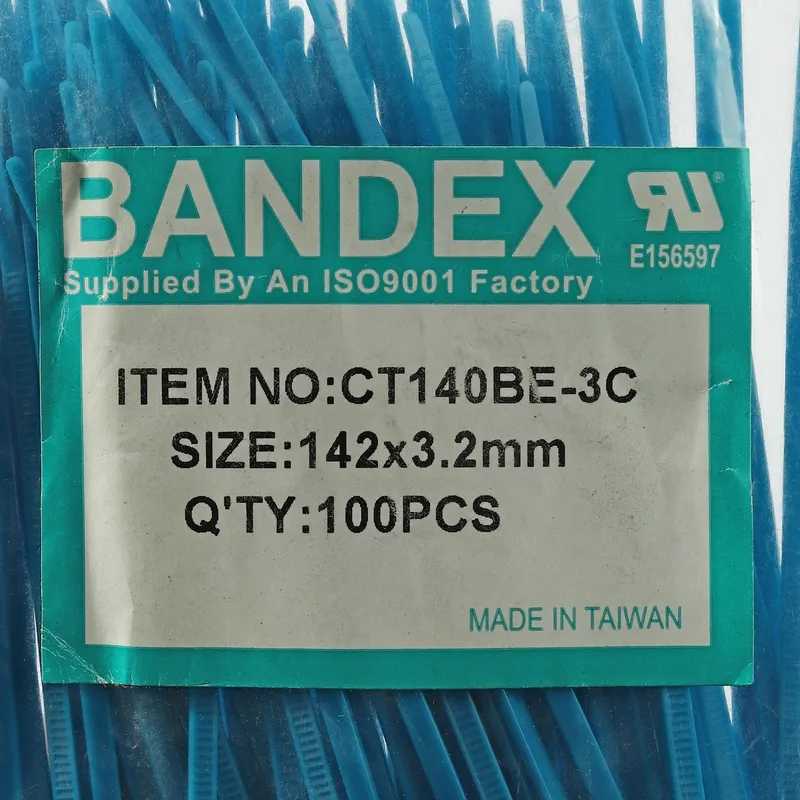 BANDEX
Supplied By An ISO9001 Factory
RU®
E156597
ITEM NO:CT140BE-3C
SIZE:142x3.2mm
Q'TY:100PCS
MADE IN TAIWAN